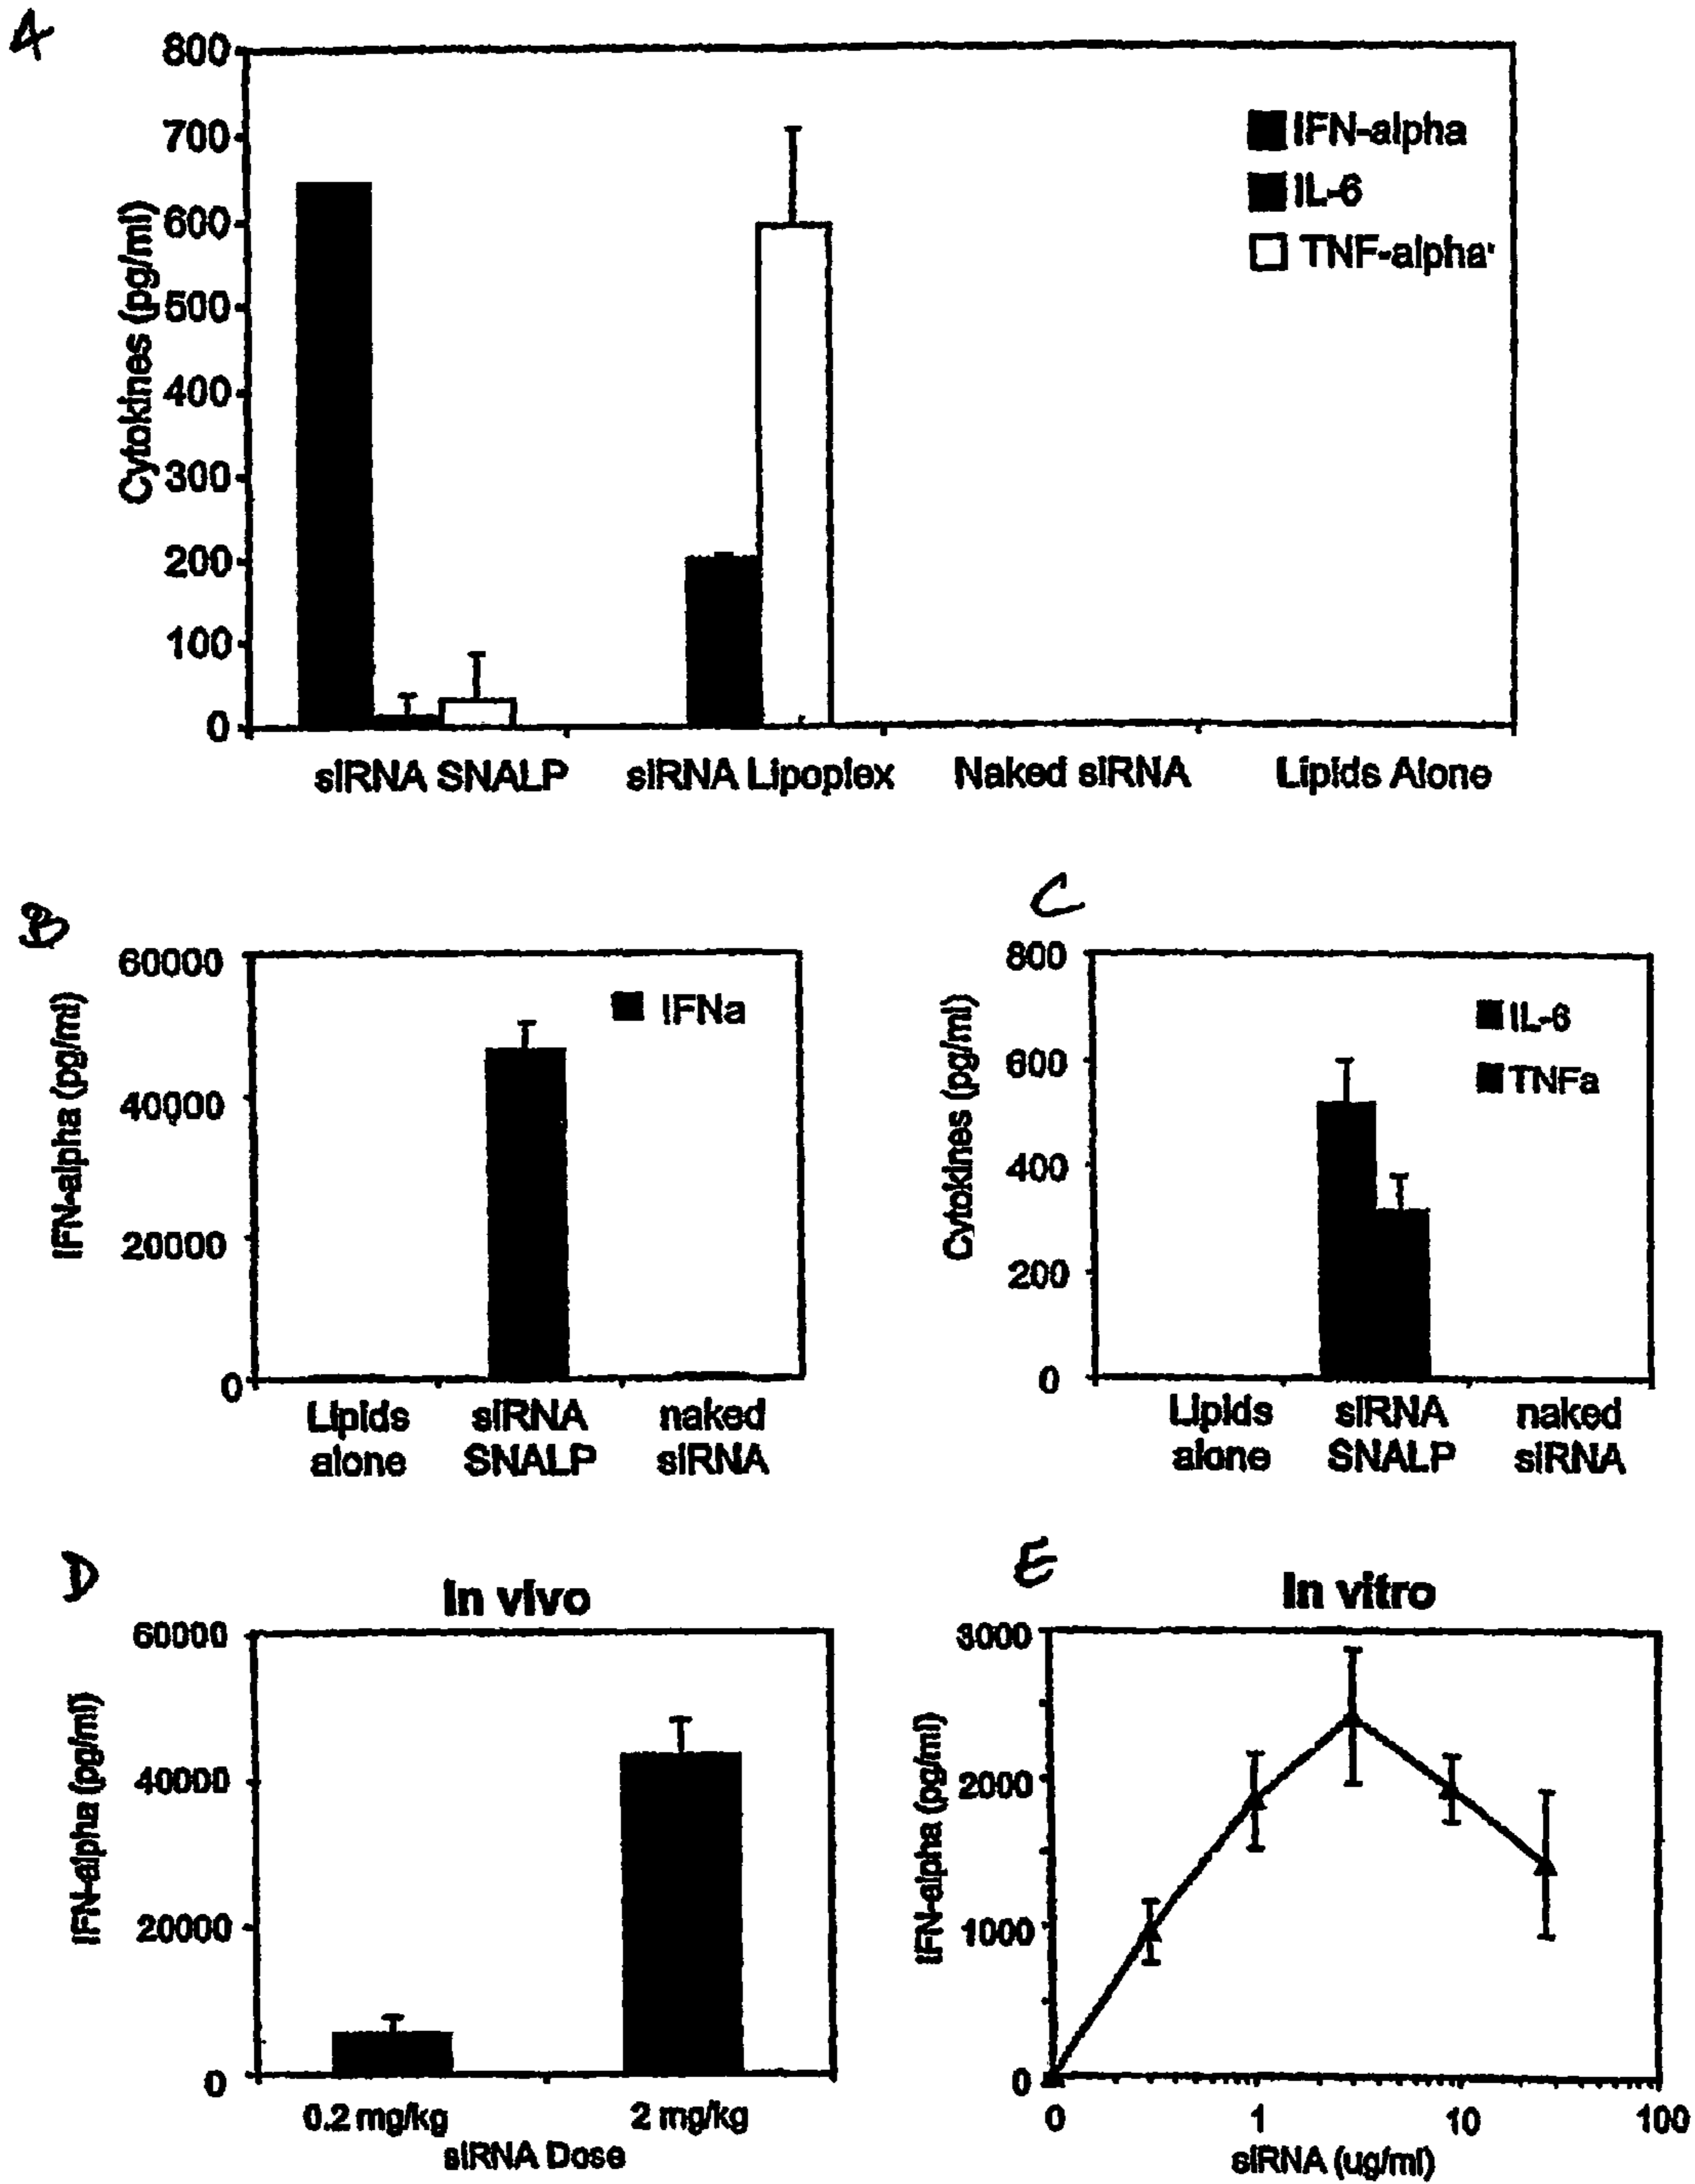 A
800
700
600
500
400
300
200
100
0
Cytokines (pg/ml)
IFN-alpha
IL-6
TNF-alpha
siRNA SNALP
siRNA Lipoplex
Naked siRNA
Lipids Alone
B
60000
40000
20000
0
IFN-alpha (pg/ml)
IFNa
Lipids alone
siRNA SNALP
naked siRNA
C
800
600
400
200
0
Cytokines (pg/ml)
IL-6
TNFa
Lipids alone
siRNA SNALP
naked siRNA
D
In vivo
60000
40000
20000
0
IFN-alpha (pg/ml)
0.2 mg/kg
2 mg/kg
siRNA Dose
E
In vitro
3000
2000
1000
0
IFN-alpha (pg/ml)
0
1
10
100
siRNA (ug/ml)